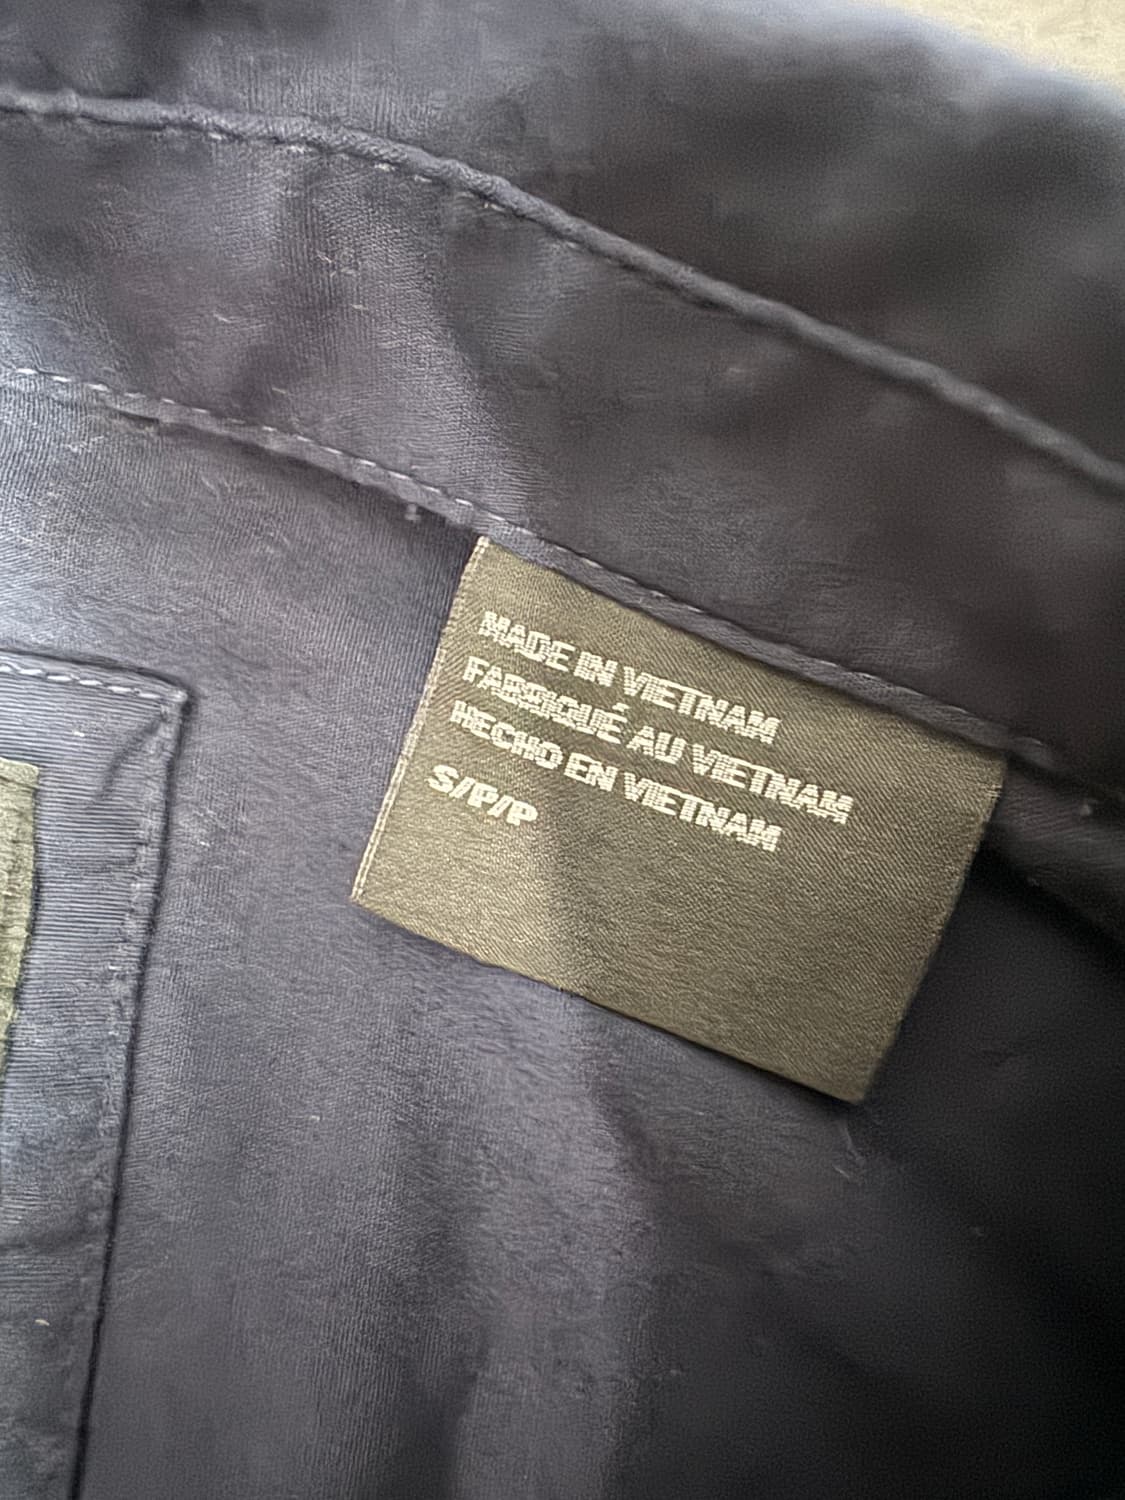 MADE IN VIETNAM
FABRIQUÉ AU VIETNAM
HECHO EN VIETNAM
S/P/P